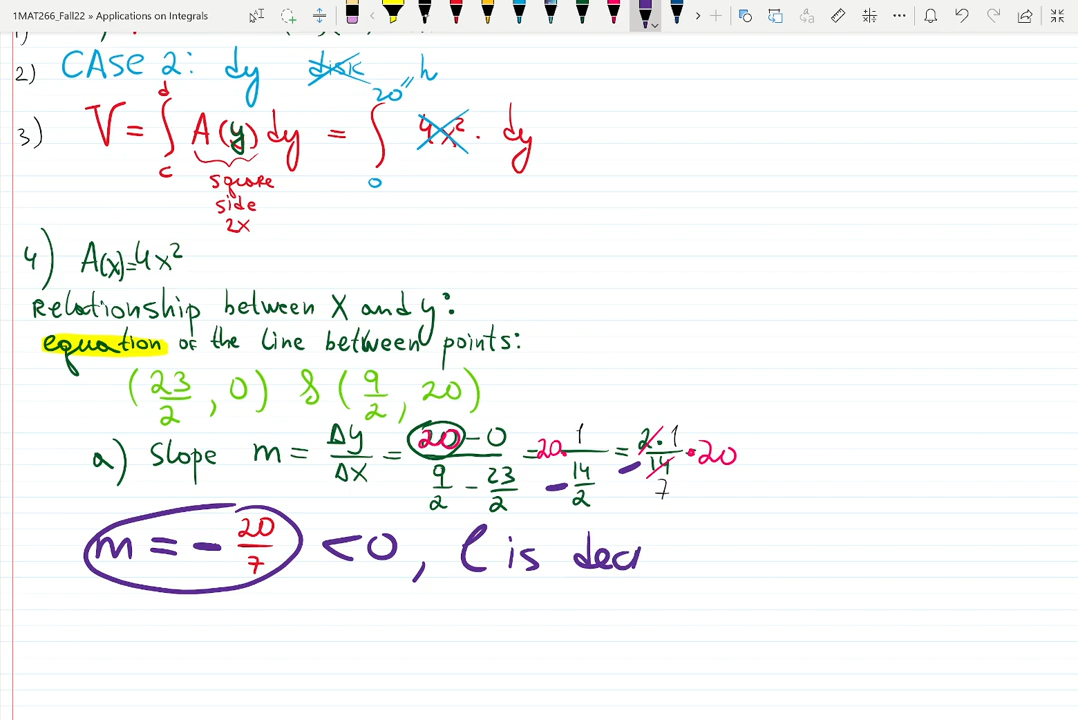 1MAT266_Fall22 » Applications on Integrals
2) CASE 2: dy disk
3) V = ∫_c^d A(y) dy = ∫_0^{20"h} 4x² · dy
square
side
2x
4) A(x)=4x²
Relationship between X and y:
equation of the line between points:
(23/2, 0) & (9/2, 20)
a) Slope m = Δy/Δx = (20 - 0)/(9/2 - 23/2) = 20 · 1/(-14/2) = - (2·1)/14 · 20
7
m = - 20/7 < 0, l is dec